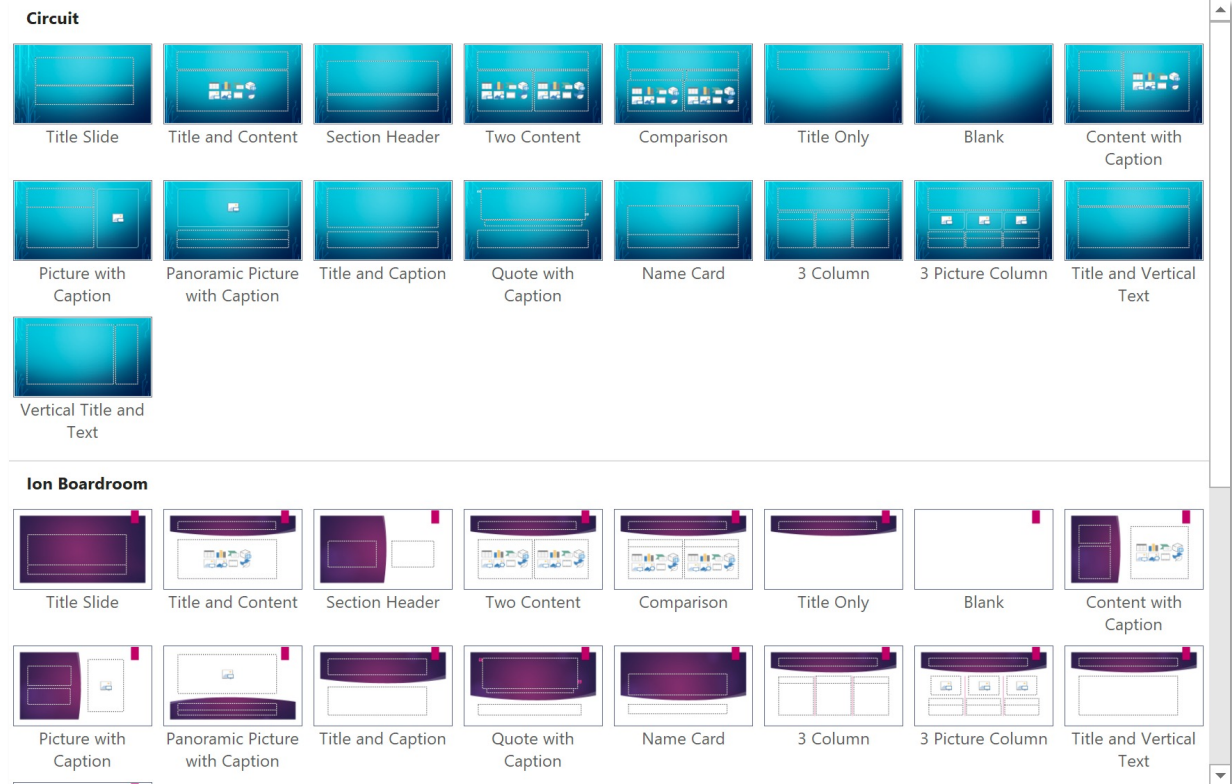 Circuit
Title Slide
Title and Content
Section Header
Two Content
Comparison
Title Only
Blank
Content with
Caption
Picture with
Caption
Panoramic Picture
with Caption
Title and Caption
Quote with
Caption
Name Card
3 Column
3 Picture Column
Title and Vertical
Text
Vertical Title and
Text
Ion Boardroom
Title Slide
Title and Content
Section Header
Two Content
Comparison
Title Only
Blank
Content with
Caption
Picture with
Caption
Panoramic Picture
with Caption
Title and Caption
Quote with
Caption
Name Card
3 Column
3 Picture Column
Title and Vertical
Text